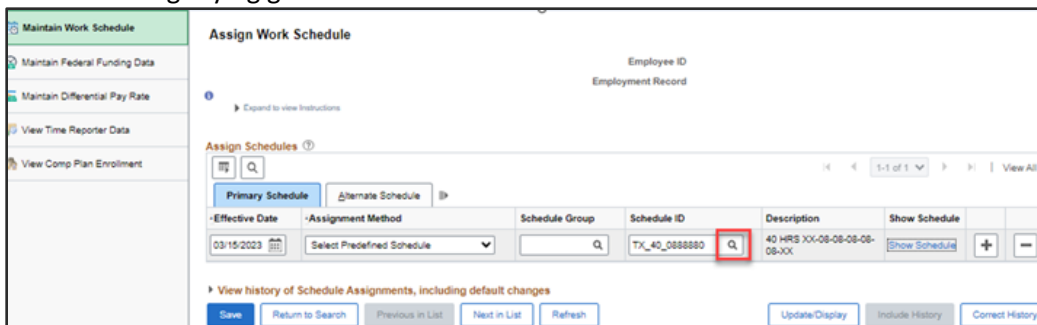 Maintain Work Schedule
Maintain Federal Funding Data
Maintain Differential Pay Rate
View Time Reporter Data
View Comp Plan Enrollment
Assign Work Schedule
Employee ID
Employment Record
Expand to view Instructions
Assign Schedules
1-1 of 1
View All
Primary Schedule
Alternate Schedule
*Effective Date
*Assignment Method
Schedule Group
Schedule ID
Description
Show Schedule
03/15/2023
Select Predefined Schedule
TX_40_0888880
40 HRS XX-08-08-08-08-
08-XX
Show Schedule
View history of Schedule Assignments, including default changes
Save
Return to Search
Previous in List
Next in List
Refresh
Update/Display
Include History
Correct History